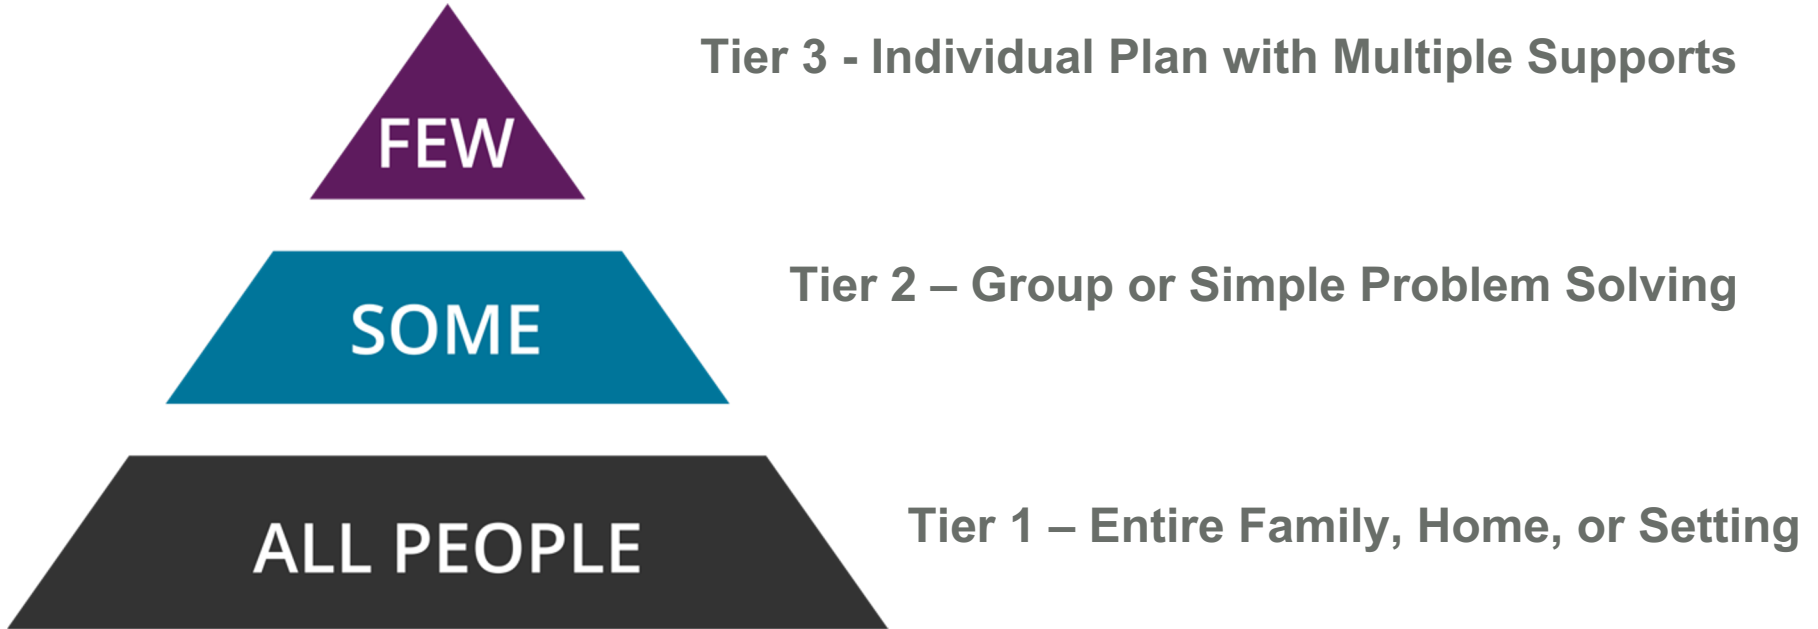 Tier 3 - Individual Plan with Multiple Supports
FEW
Tier 2 – Group or Simple Problem Solving
SOME
Tier 1 – Entire Family, Home, or Setting
ALL PEOPLE